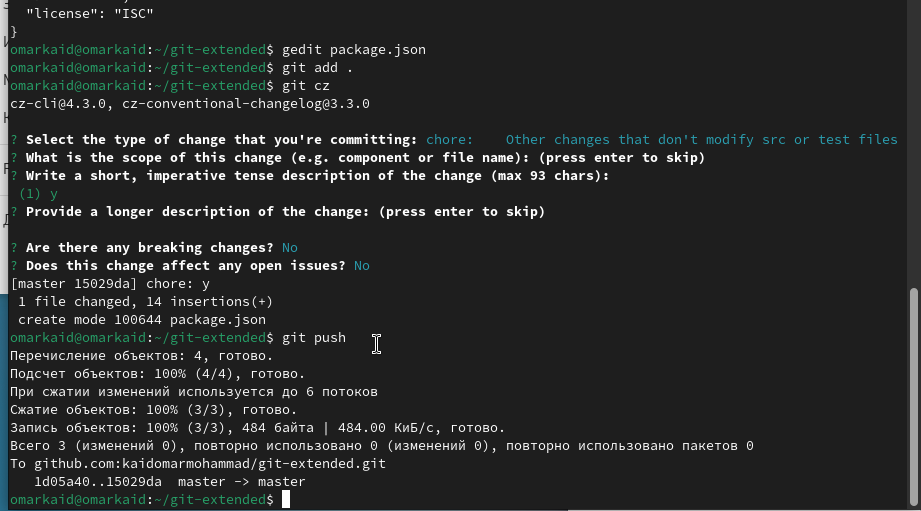 "license": "ISC"
}
omarkaid@omarkaid:~/git-extended$ gedit package.json
omarkaid@omarkaid:~/git-extended$ git add .
omarkaid@omarkaid:~/git-extended$ git cz
cz-cli@4.3.0, cz-conventional-changelog@3.3.0
? Select the type of change that you're committing: chore:    Other changes that don't modify src or test files
? What is the scope of this change (e.g. component or file name): (press enter to skip)
? Write a short, imperative tense description of the change (max 93 chars):
(1) y
? Provide a longer description of the change: (press enter to skip)
? Are there any breaking changes? No
? Does this change affect any open issues? No
[master 15029da] chore: y
1 file changed, 14 insertions(+)
create mode 100644 package.json
omarkaid@omarkaid:~/git-extended$ git push
Перечисление объектов: 4, готово.
Подсчет объектов: 100% (4/4), готово.
При сжатии изменений используется до 6 потоков
Сжатие объектов: 100% (3/3), готово.
Запись объектов: 100% (3/3), 484 байта | 484.00 КиБ/с, готово.
Всего 3 (изменений 0), повторно использовано 0 (изменений 0), повторно использовано пакетов 0
To github.com:kaidomarmohammad/git-extended.git
1d05a40..15029da  master -> master
omarkaid@omarkaid:~/git-extended$